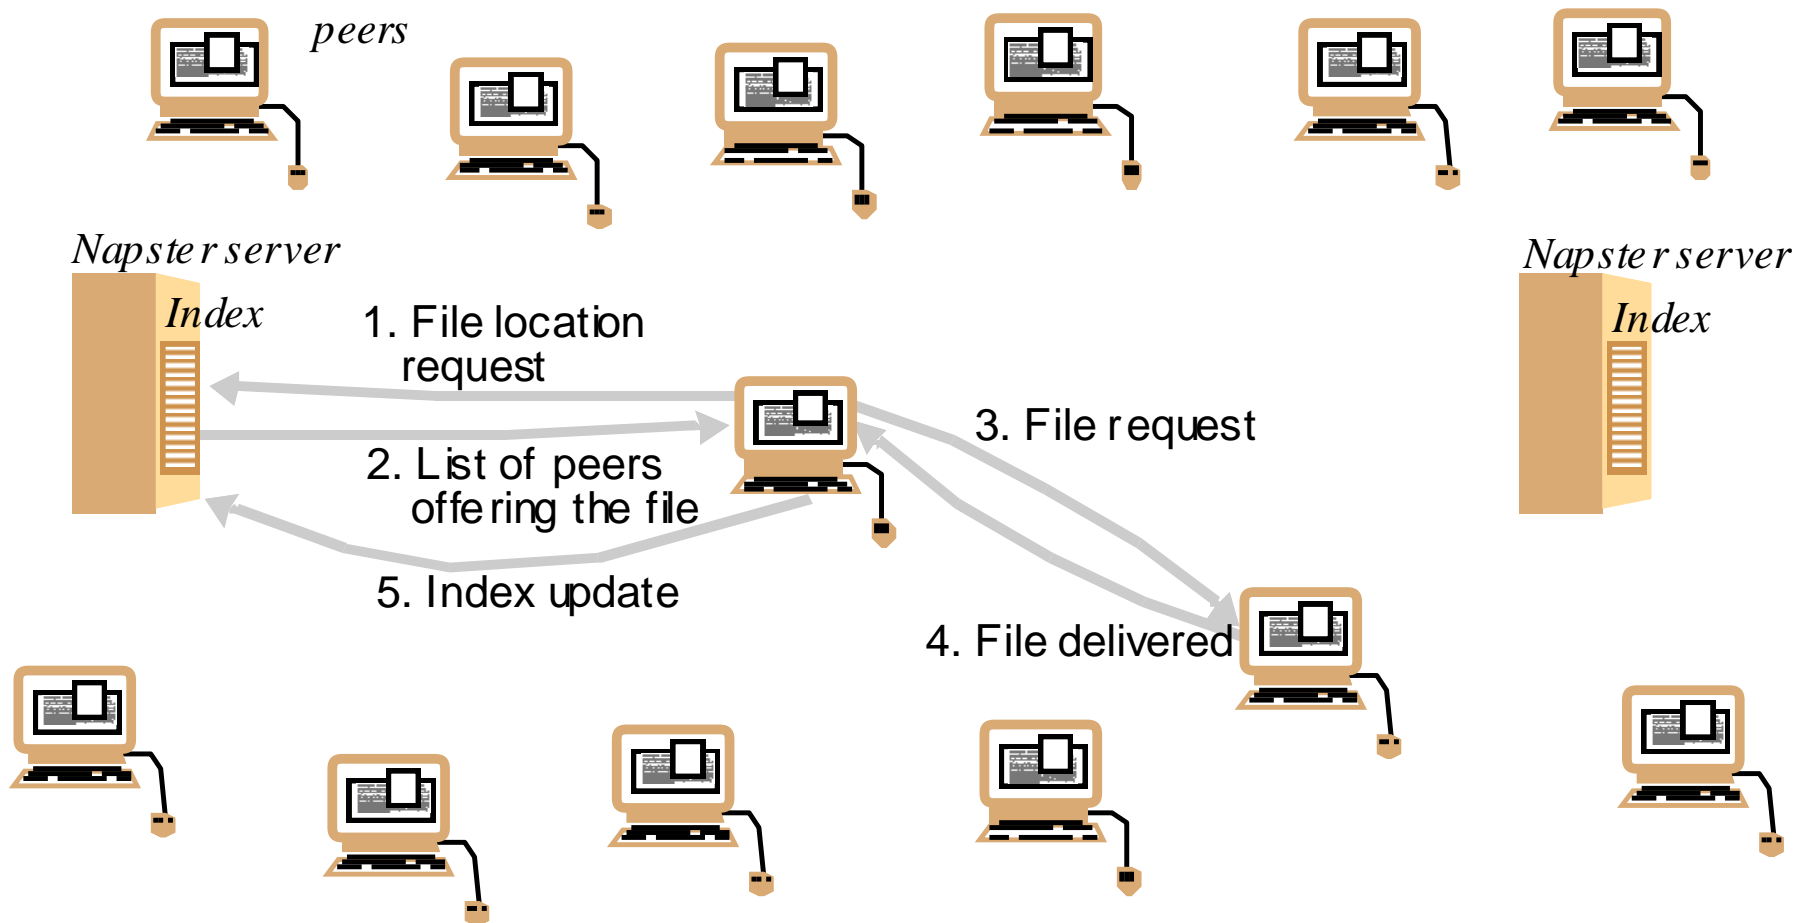 peers
Napster server
Index
Napster server
Index
1. File location
request
2. List of peers
offering the file
3. File request
4. File delivered
5. Index update